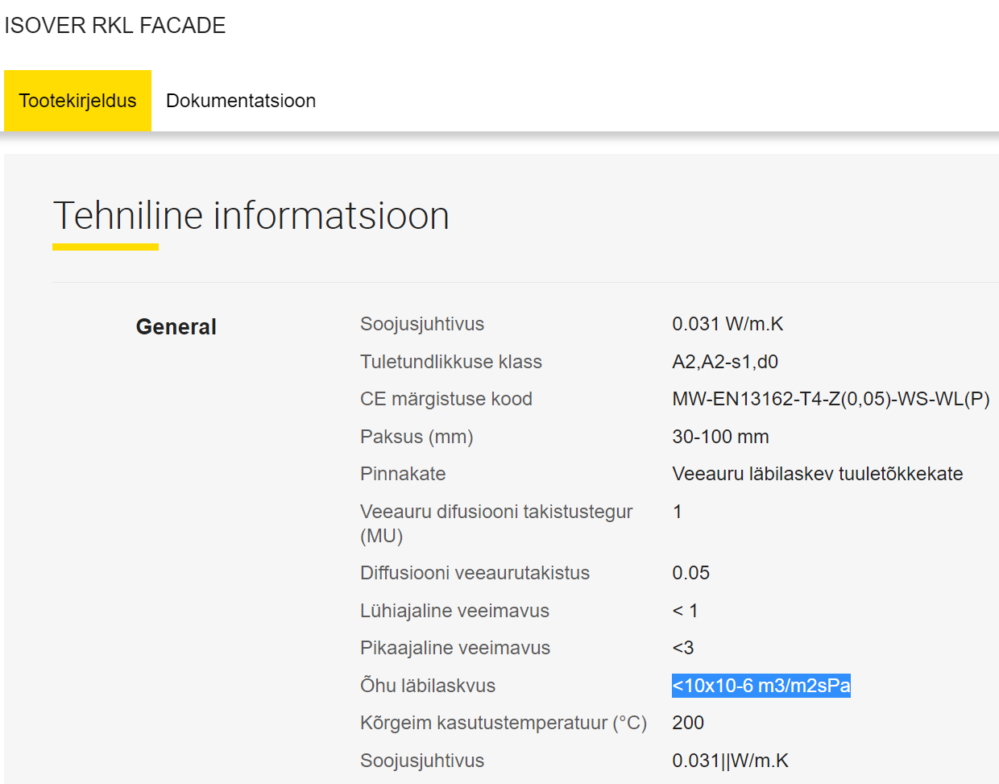 ISOVER RKL FACADE
Tootekirjeldus Dokumentatsioon
Tehniline informatsioon
General
Soojusjuhtivus 0.031 W/m.K
Tuletundlikkuse klass A2,A2-s1,d0
CE märgistuse kood MW-EN13162-T4-Z(0,05)-WS-WL(P)
Paksus (mm) 30-100 mm
Pinnakate Veeauru läbilaskev tuuletõkkekate
Veeauru difusiooni takistustegur 1
(MU)
Diffusiooni veeaurutakistus 0.05
Lühiajaline veeimavus < 1
Pikaajaline veeimavus <3
Õhu läbilaskvus <10x10-6 m3/m2sPa
Kõrgeim kasutustemperatuur (°C) 200
Soojusjuhtivus 0.031||W/m.K